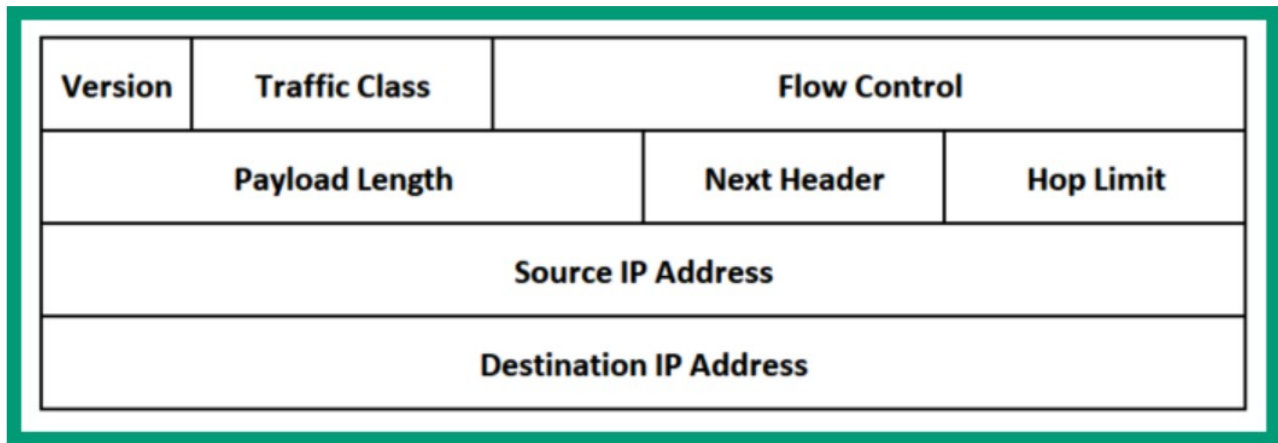 Version Traffic Class Flow Control
Payload Length Next Header Hop Limit
Source IP Address
Destination IP Address